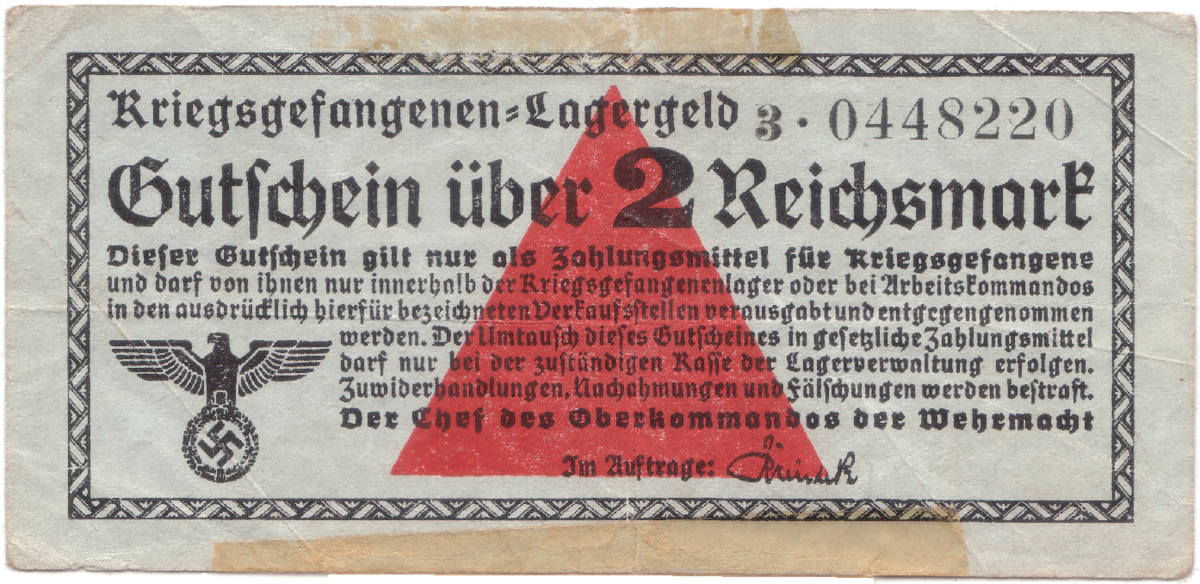 Kriegsgefangenen=Lagergeld 3 · 0448220
Gutschein über 2 Reichsmark
Dieser Gutschein gilt nur als Zahlungsmittel für Kriegsgefangene
und darf von ihnen nur innerhalb der Kriegsgefangenenlager oder bei Arbeitskommandos
in den ausdrücklich hierfür bezeichneten Verkaufsstellen verausgabt und entgegengenommen
werden. Der Umtausch dieses Gutscheines in gesetzliche Zahlungsmittel
darf nur bei der zuständigen Kasse der Lagerverwaltung erfolgen.
Zuwiderhandlungen, Nachahmungen und Fälschungen werden bestraft.
Der Chef des Oberkommandos der Wehrmacht
Im Auftrage: